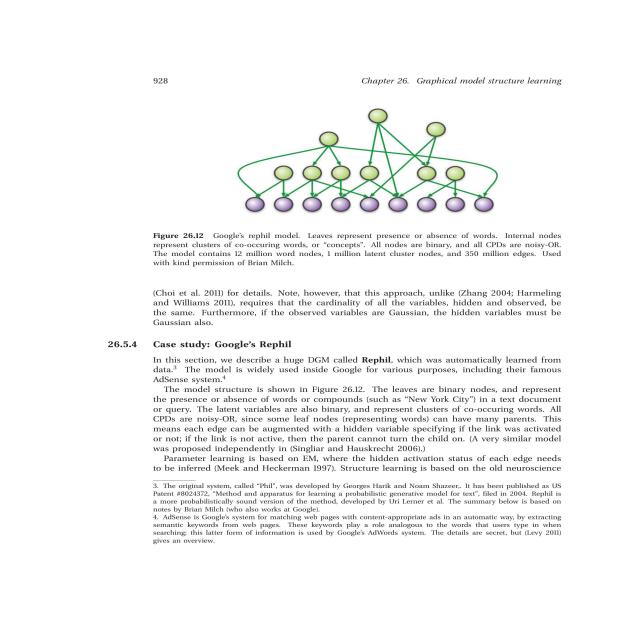 928
Chapter 26. Graphical model structure learning
Figure 26.12 Google's rephil model. Leaves represent presence or absence of words. Internal nodes
represent clusters of co-occuring words, or "concepts". All nodes are binary, and all CPDs are noisy-OR.
The model contains 12 million word nodes, 1 million latent cluster nodes, and 350 million edges. Used
with kind permission of Brian Milch.
(Choi et al. 2011) for details. Note, however, that this approach, unlike (Zhang 2004; Harmeling
and Williams 2011), requires that the cardinality of all the variables, hidden and observed, be
the same. Furthermore, if the observed variables are Gaussian, the hidden variables must be
Gaussian also.
26.5.4 Case study: Google's Rephil
In this section, we describe a huge DGM called Rephil, which was automatically learned from
data.3 The model is widely used inside Google for various purposes, including their famous
AdSense system.4
The model structure is shown in Figure 26.12. The leaves are binary nodes, and represent
the presence or absence of words or compounds (such as "New York City") in a text document
or query. The latent variables are also binary, and represent clusters of co-occuring words. All
CPDs are noisy-OR, since some leaf nodes (representing words) can have many parents. This
means each edge can be augmented with a hidden variable specifying if the link was activated
or not; if the link is not active, then the parent cannot turn the child on. (A very similar model
was proposed independently in (Singliar and Hauskrecht 2006).)
Parameter learning is based on EM, where the hidden activation status of each edge needs
to be inferred (Meek and Heckerman 1997). Structure learning is based on the old neuroscience
3. The original system, called "Phil", was developed by Georges Harik and Noam Shazeer,. It has been published as US
Patent #8024372, "Method and apparatus for learning a probabilistic generative model for text", filed in 2004. Rephil is
a more probabilistically sound version of the method, developed by Uri Lerner et al. The summary below is based on
notes by Brian Milch (who also works at Google).
4. AdSense is Google's system for matching web pages with content-appropriate ads in an automatic way, by extracting
semantic keywords from web pages. These keywords play a role analogous to the words that users type in when
searching; this latter form of information is used by Google's AdWords system. The details are secret, but (Levy 2011)
gives an overview.